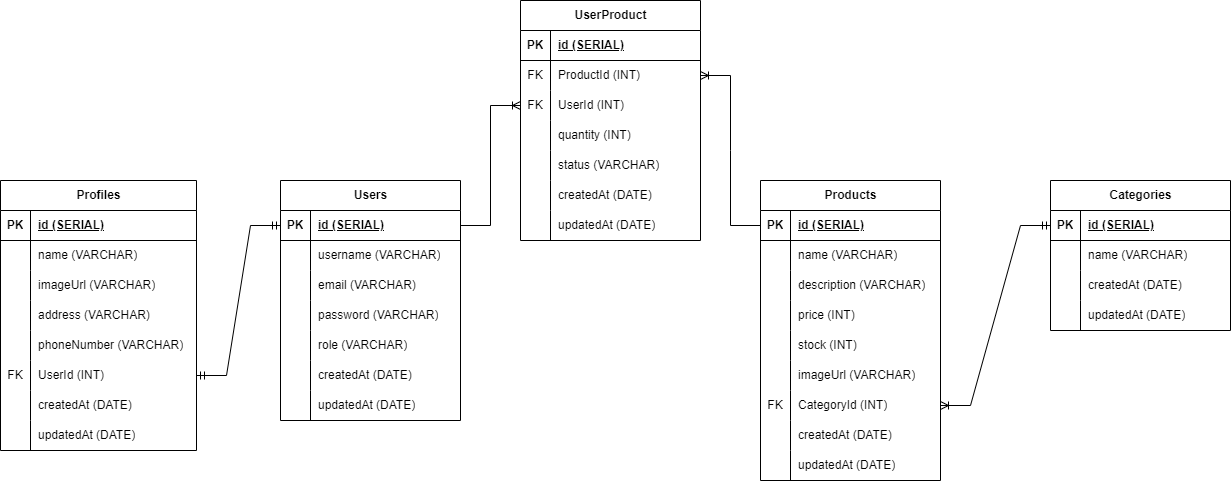 UserProduct
PK id (SERIAL)
FK ProductId (INT)
FK UserId (INT)
quantity (INT)
status (VARCHAR)
createdAt (DATE)
updatedAt (DATE)
Profiles
PK id (SERIAL)
name (VARCHAR)
imageUrl (VARCHAR)
address (VARCHAR)
phoneNumber (VARCHAR)
FK UserId (INT)
createdAt (DATE)
updatedAt (DATE)
Users
PK id (SERIAL)
username (VARCHAR)
email (VARCHAR)
password (VARCHAR)
role (VARCHAR)
createdAt (DATE)
updatedAt (DATE)
Products
PK id (SERIAL)
name (VARCHAR)
description (VARCHAR)
price (INT)
stock (INT)
imageUrl (VARCHAR)
FK CategoryId (INT)
createdAt (DATE)
updatedAt (DATE)
Categories
PK id (SERIAL)
name (VARCHAR)
createdAt (DATE)
updatedAt (DATE)